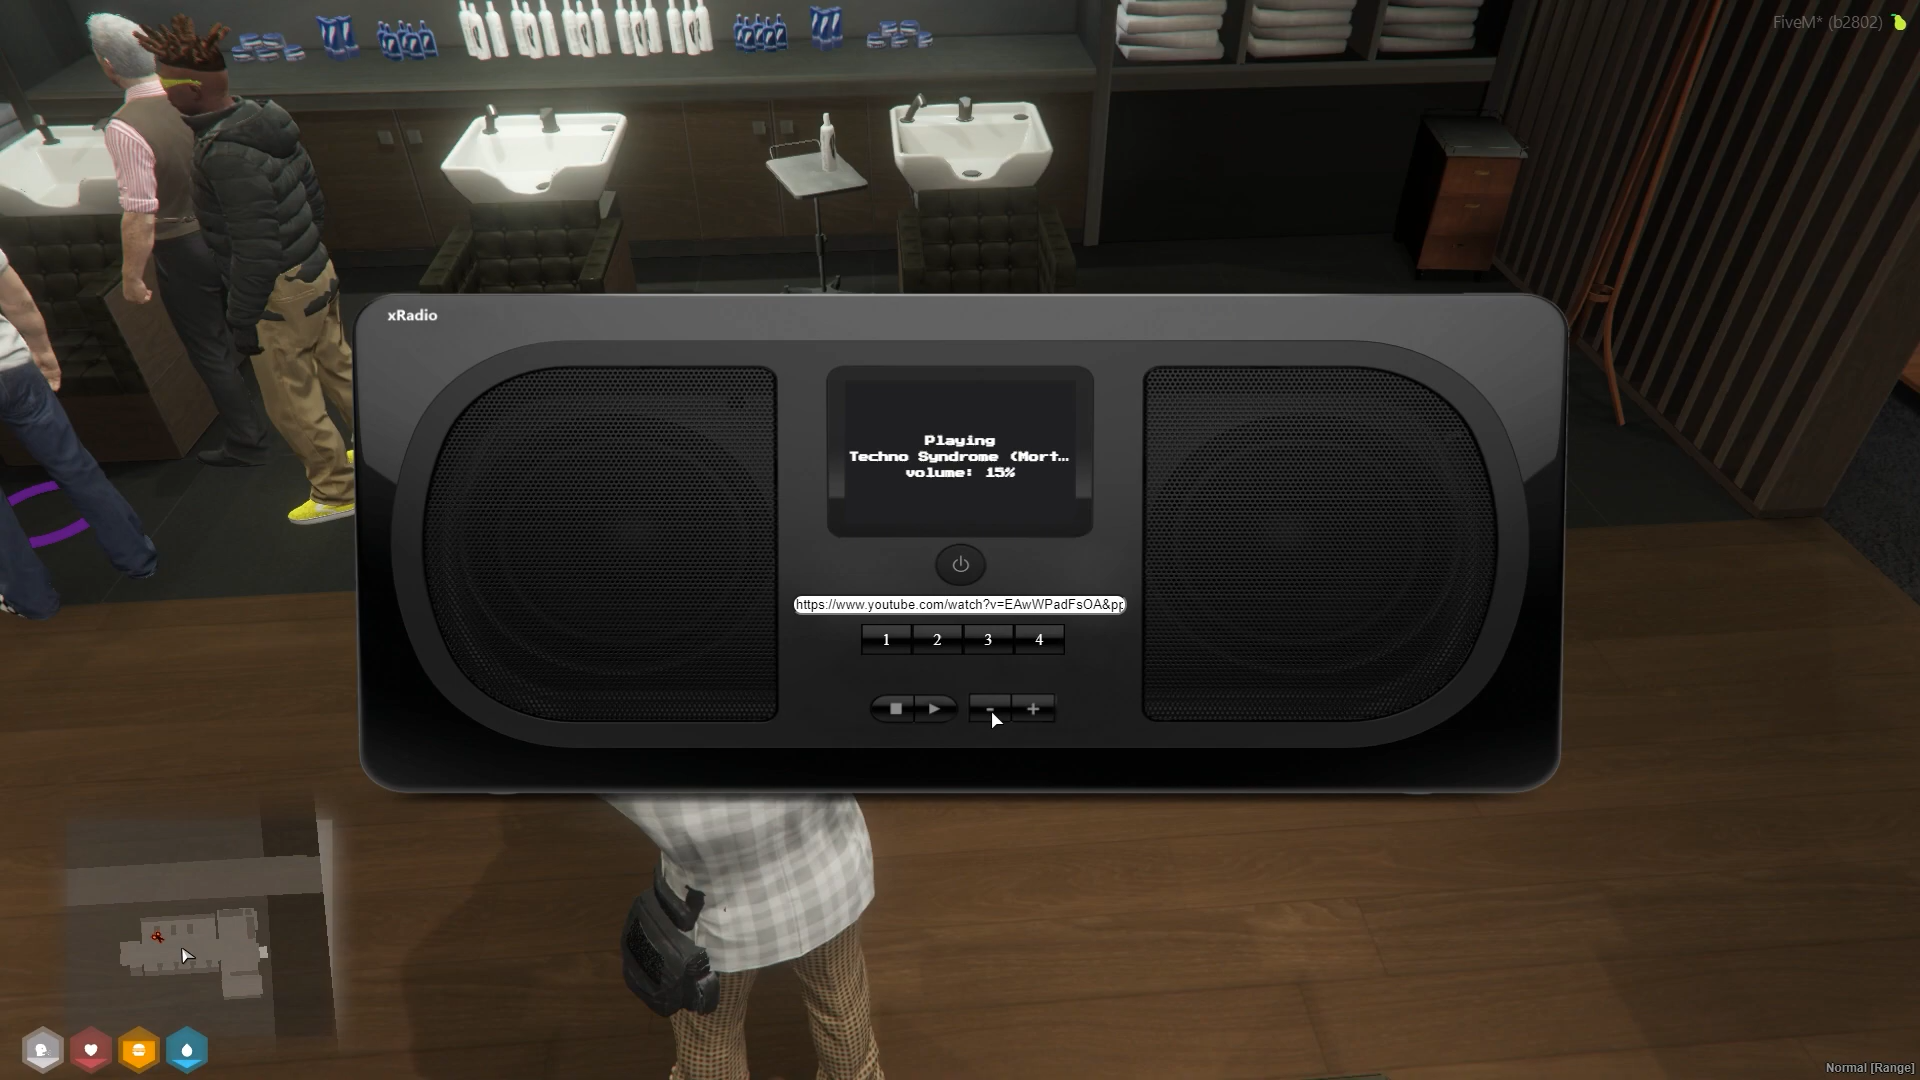 FiveM* (b2802)
xRadio
Playing
Techno Syndrome (Mort...
volume: 15%
https://www.youtube.com/watch?v=EAwWPadFsOA&pp
1 2 3 4
- +
Normal [Range]